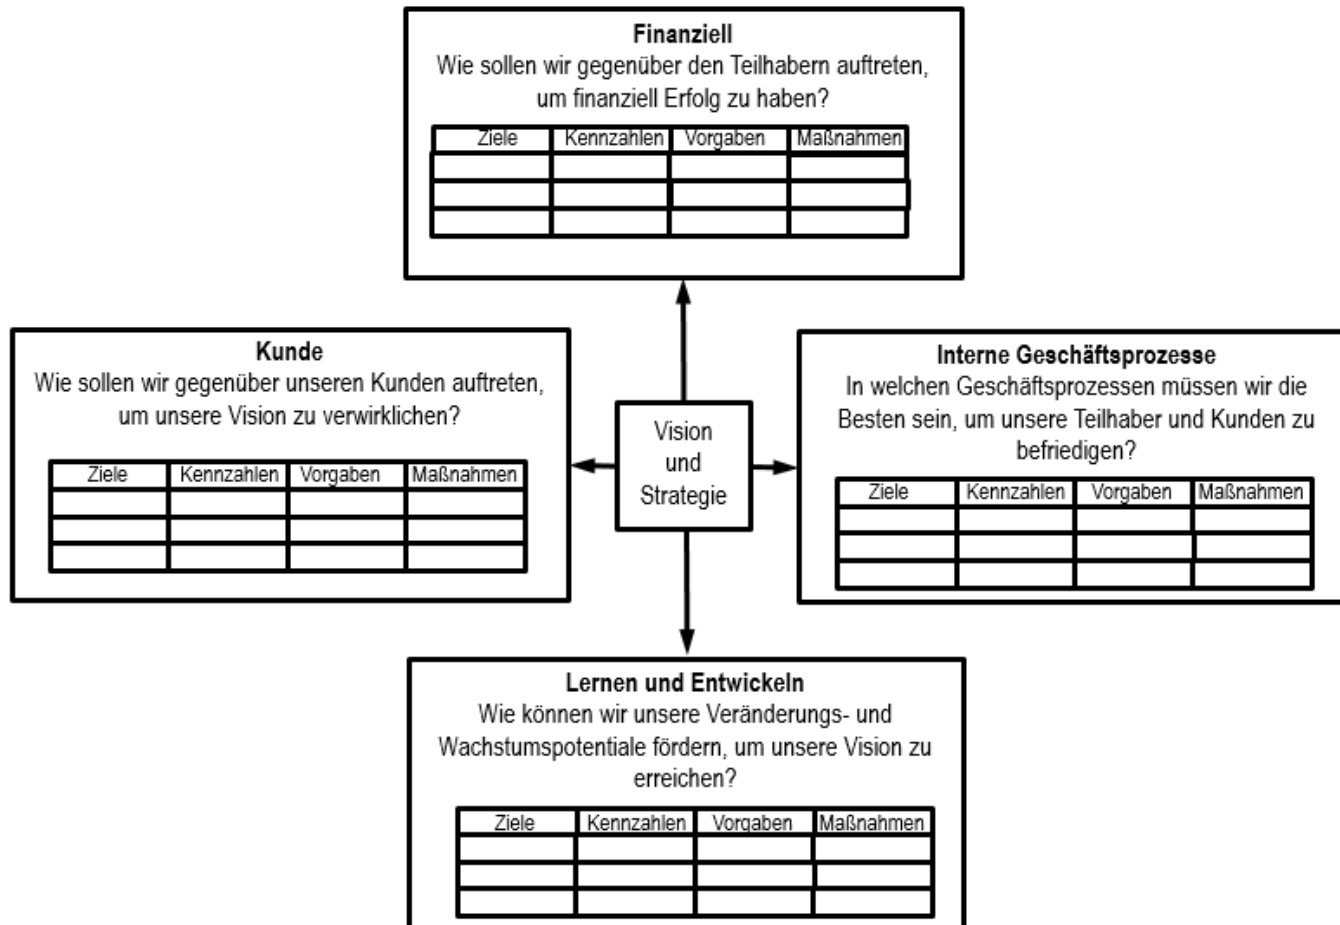 Finanziell
Wie sollen wir gegenüber den Teilhabern auftreten,
um finanziell Erfolg zu haben?
Ziele Kennzahlen Vorgaben Maßnahmen
Kunde
Wie sollen wir gegenüber unseren Kunden auftreten,
um unsere Vision zu verwirklichen?
Ziele Kennzahlen Vorgaben Maßnahmen
Vision
und
Strategie
Interne Geschäftsprozesse
In welchen Geschäftsprozessen müssen wir die
Besten sein, um unsere Teilhaber und Kunden zu
befriedigen?
Ziele Kennzahlen Vorgaben Maßnahmen
Lernen und Entwickeln
Wie können wir unsere Veränderungs- und
Wachstumspotentiale fördern, um unsere Vision zu
erreichen?
Ziele Kennzahlen Vorgaben Maßnahmen